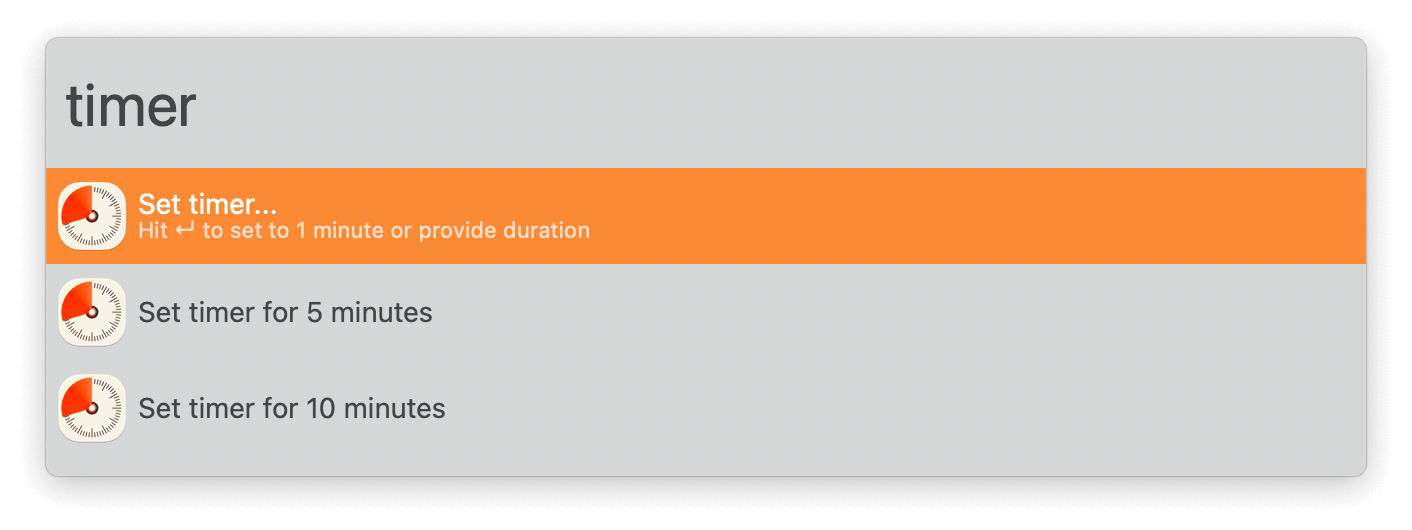 timer
Set timer...
Hit ↵ to set to 1 minute or provide duration
Set timer for 5 minutes
Set timer for 10 minutes